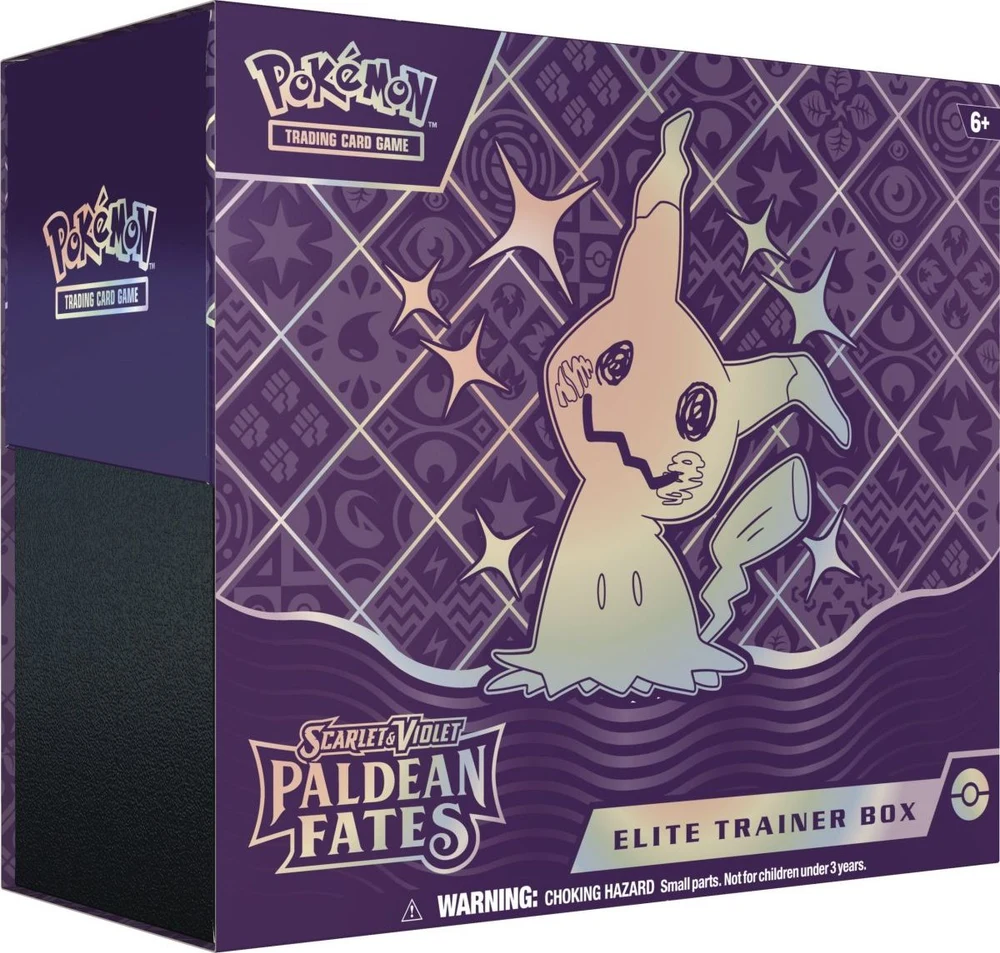 POKéMON
TRADING CARD GAME
6+
POKéMON
TRADING CARD GAME
SCARLET & VIOLET
PALDEAN
FATES
ELITE TRAINER BOX
WARNING: CHOKING HAZARD Small parts. Not for children under 3 years.